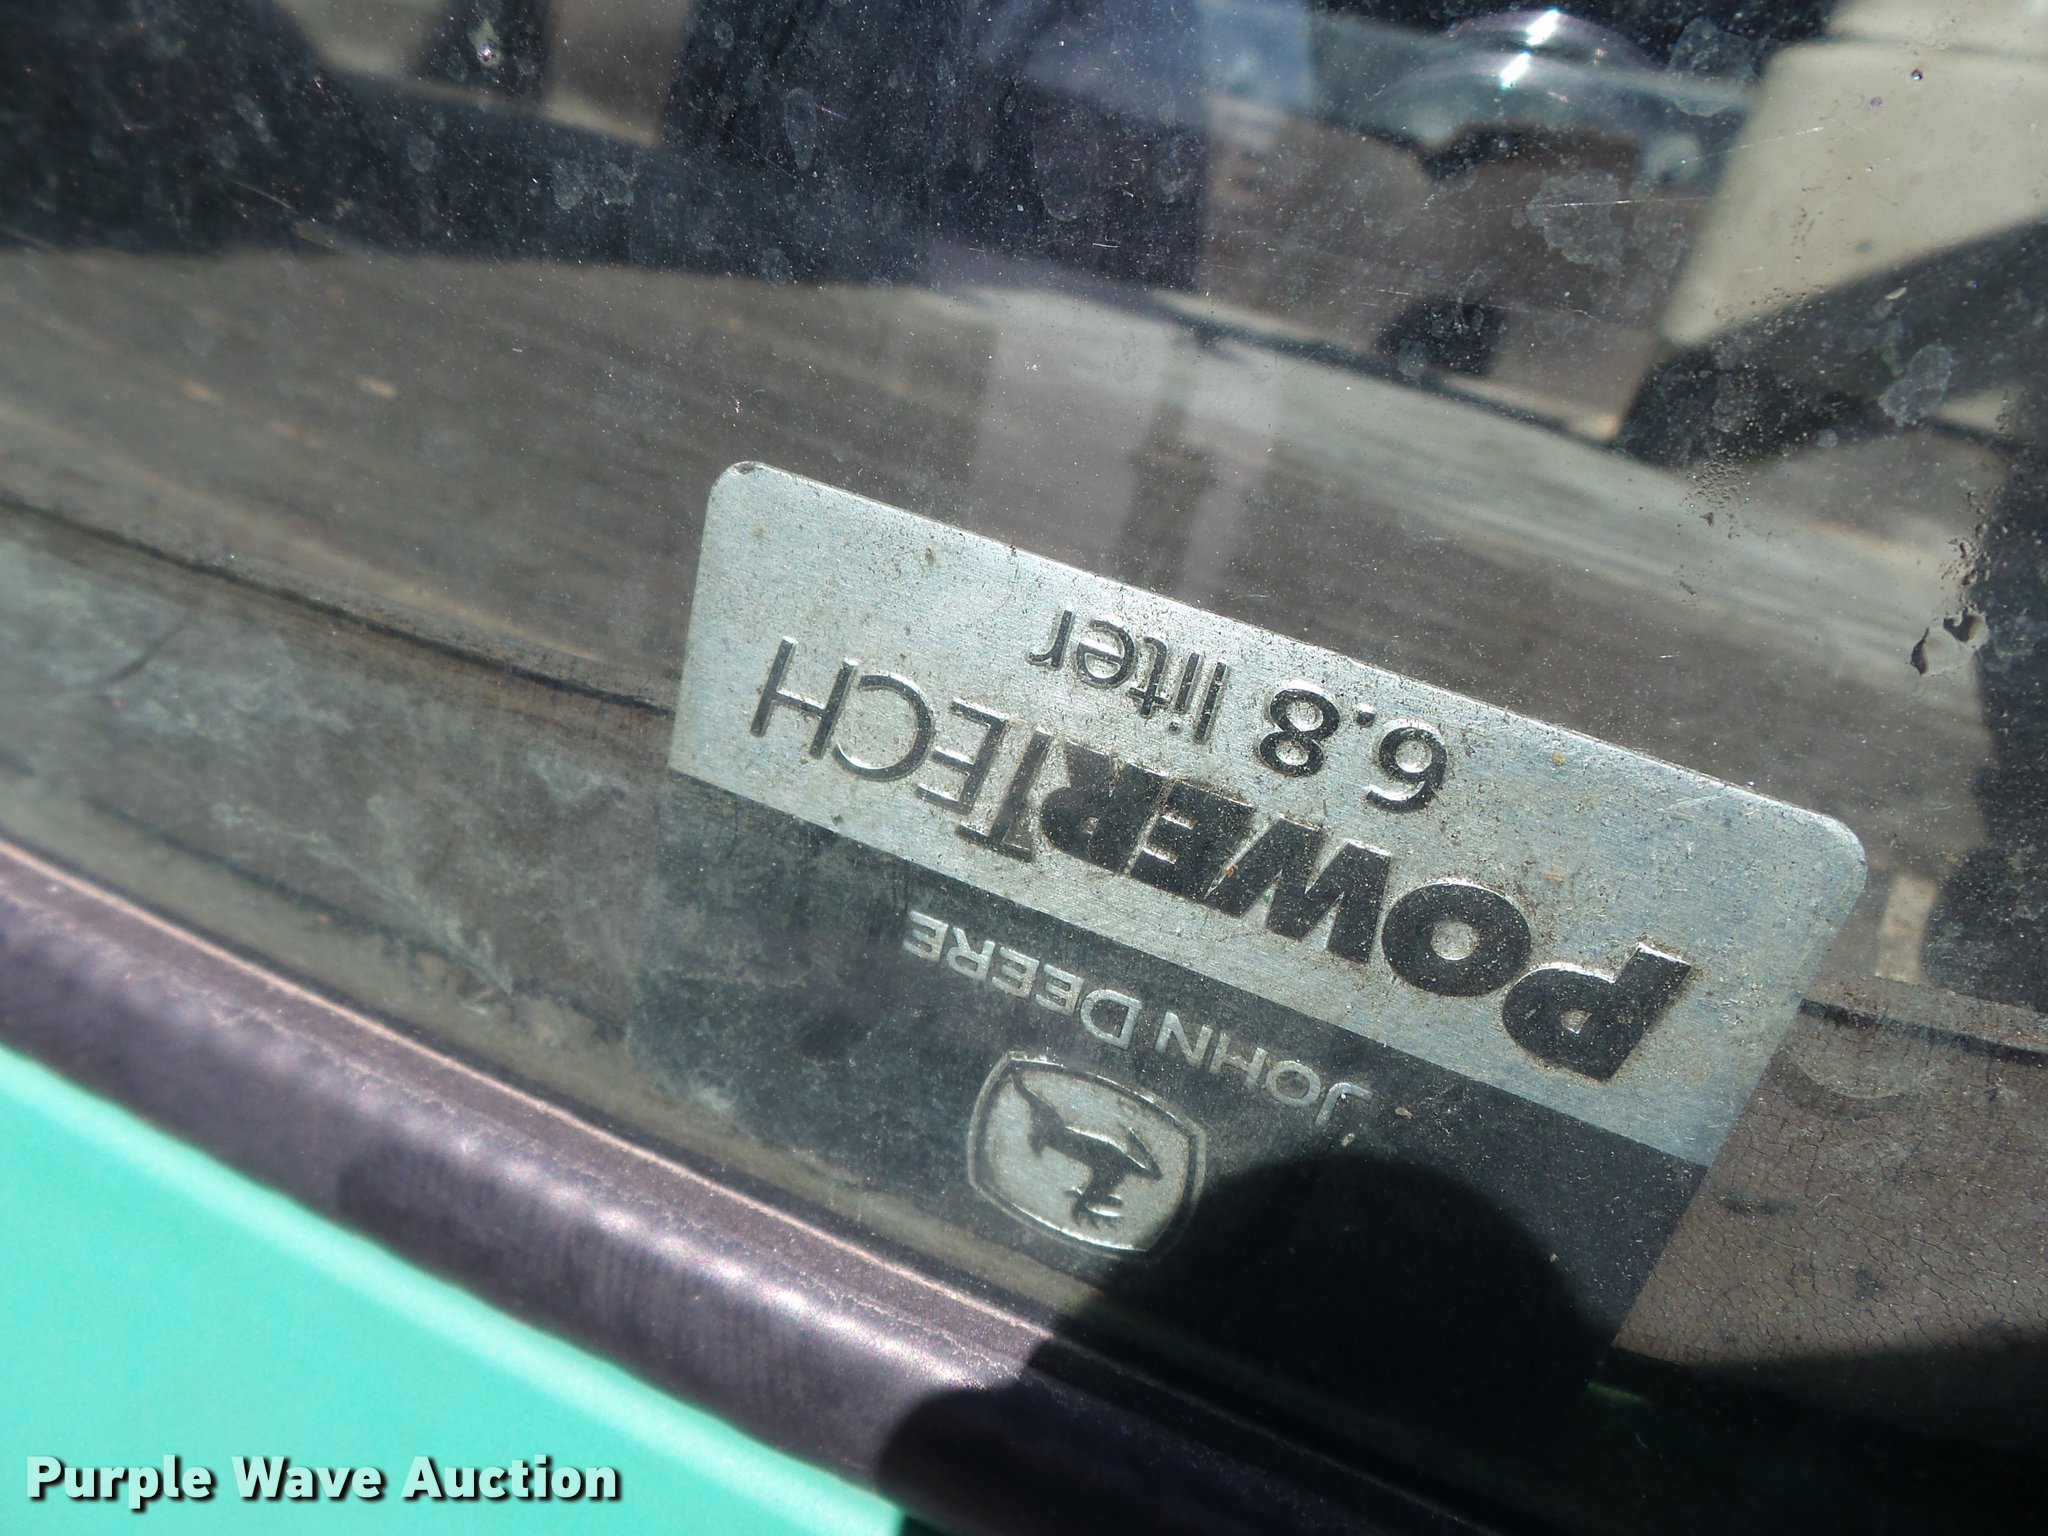 JOHN DEERE
POWERTECH
6.8 liter
Purple Wave Auction